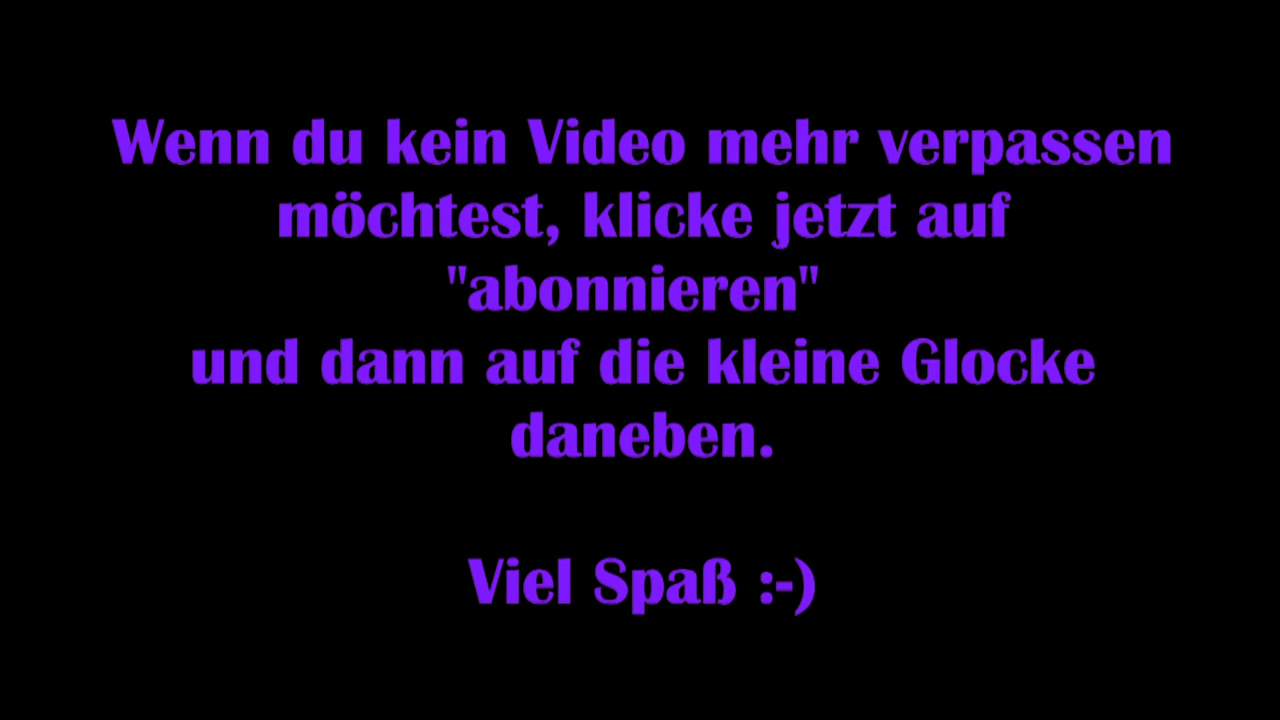 Wenn du kein Video mehr verpassen
möchtest, klicke jetzt auf
"abonnieren"
und dann auf die kleine Glocke
daneben.
Viel Spaß :-)